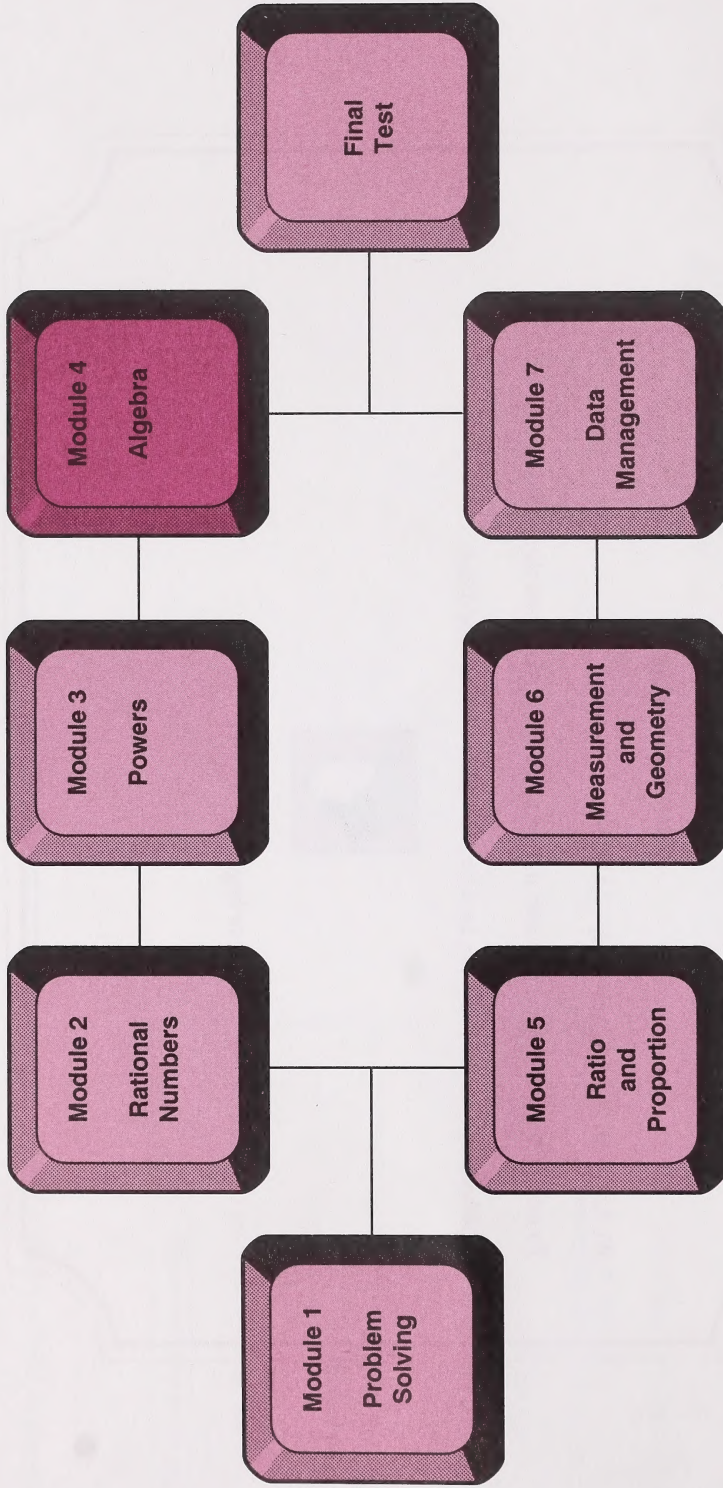 Module 1
Problem
Solving
Module 2
Rational
Numbers
Module 3
Powers
Module 4
Algebra
Module 5
Ratio
and
Proportion
Module 6
Measurement
and
Geometry
Module 7
Data
Management
Final
Test